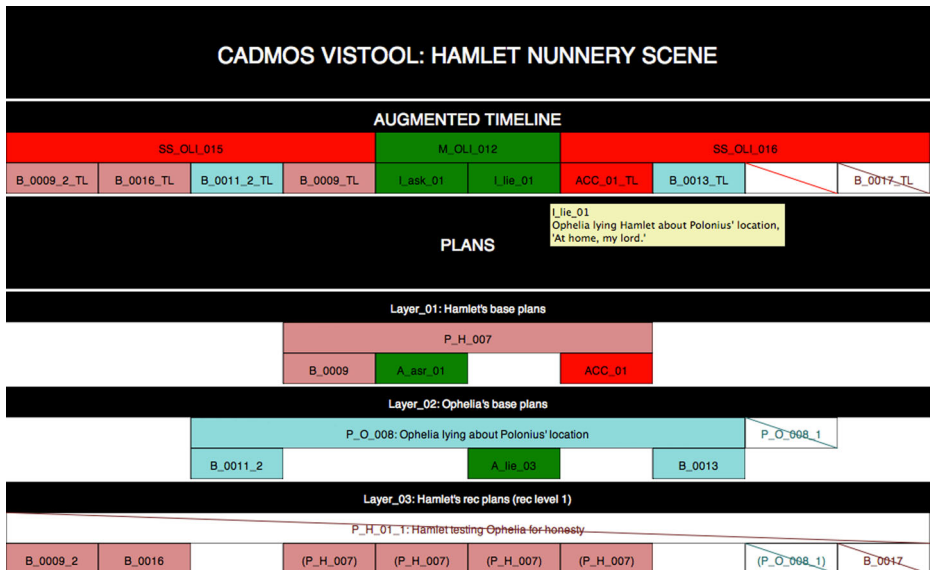 CADMOS VISTOOL: HAMLET NUNNERY SCENE
AUGMENTED TIMELINE
SS_OLI_015 M_OLI_012 SS_OLI_016
B_0009_2_TL B_0016_TL B_0011_2_TL B_0009_TL I_ask_01 I_lie_01 ACC_01_TL B_0013_TL B_0017_TL
I_lie_01
Ophelia lying Hamlet about Polonius' location,
'At home, my lord.'
PLANS
Layer_01: Hamlet's base plans
P_H_007
B_0009 A_asr_01 ACC_01
Layer_02: Ophelia's base plans
P_O_008: Ophelia lying about Polonius' location P_O_008_1
B_0011_2 A_lie_03 B_0013
Layer_03: Hamlet's rec plans (rec level 1)
P_H_01_1: Hamlet testing Ophelia for honesty
B_0009_2 B_0016 (P_H_007) (P_H_007) (P_H_007) (P_H_007) (P_O_008_1) B_0017